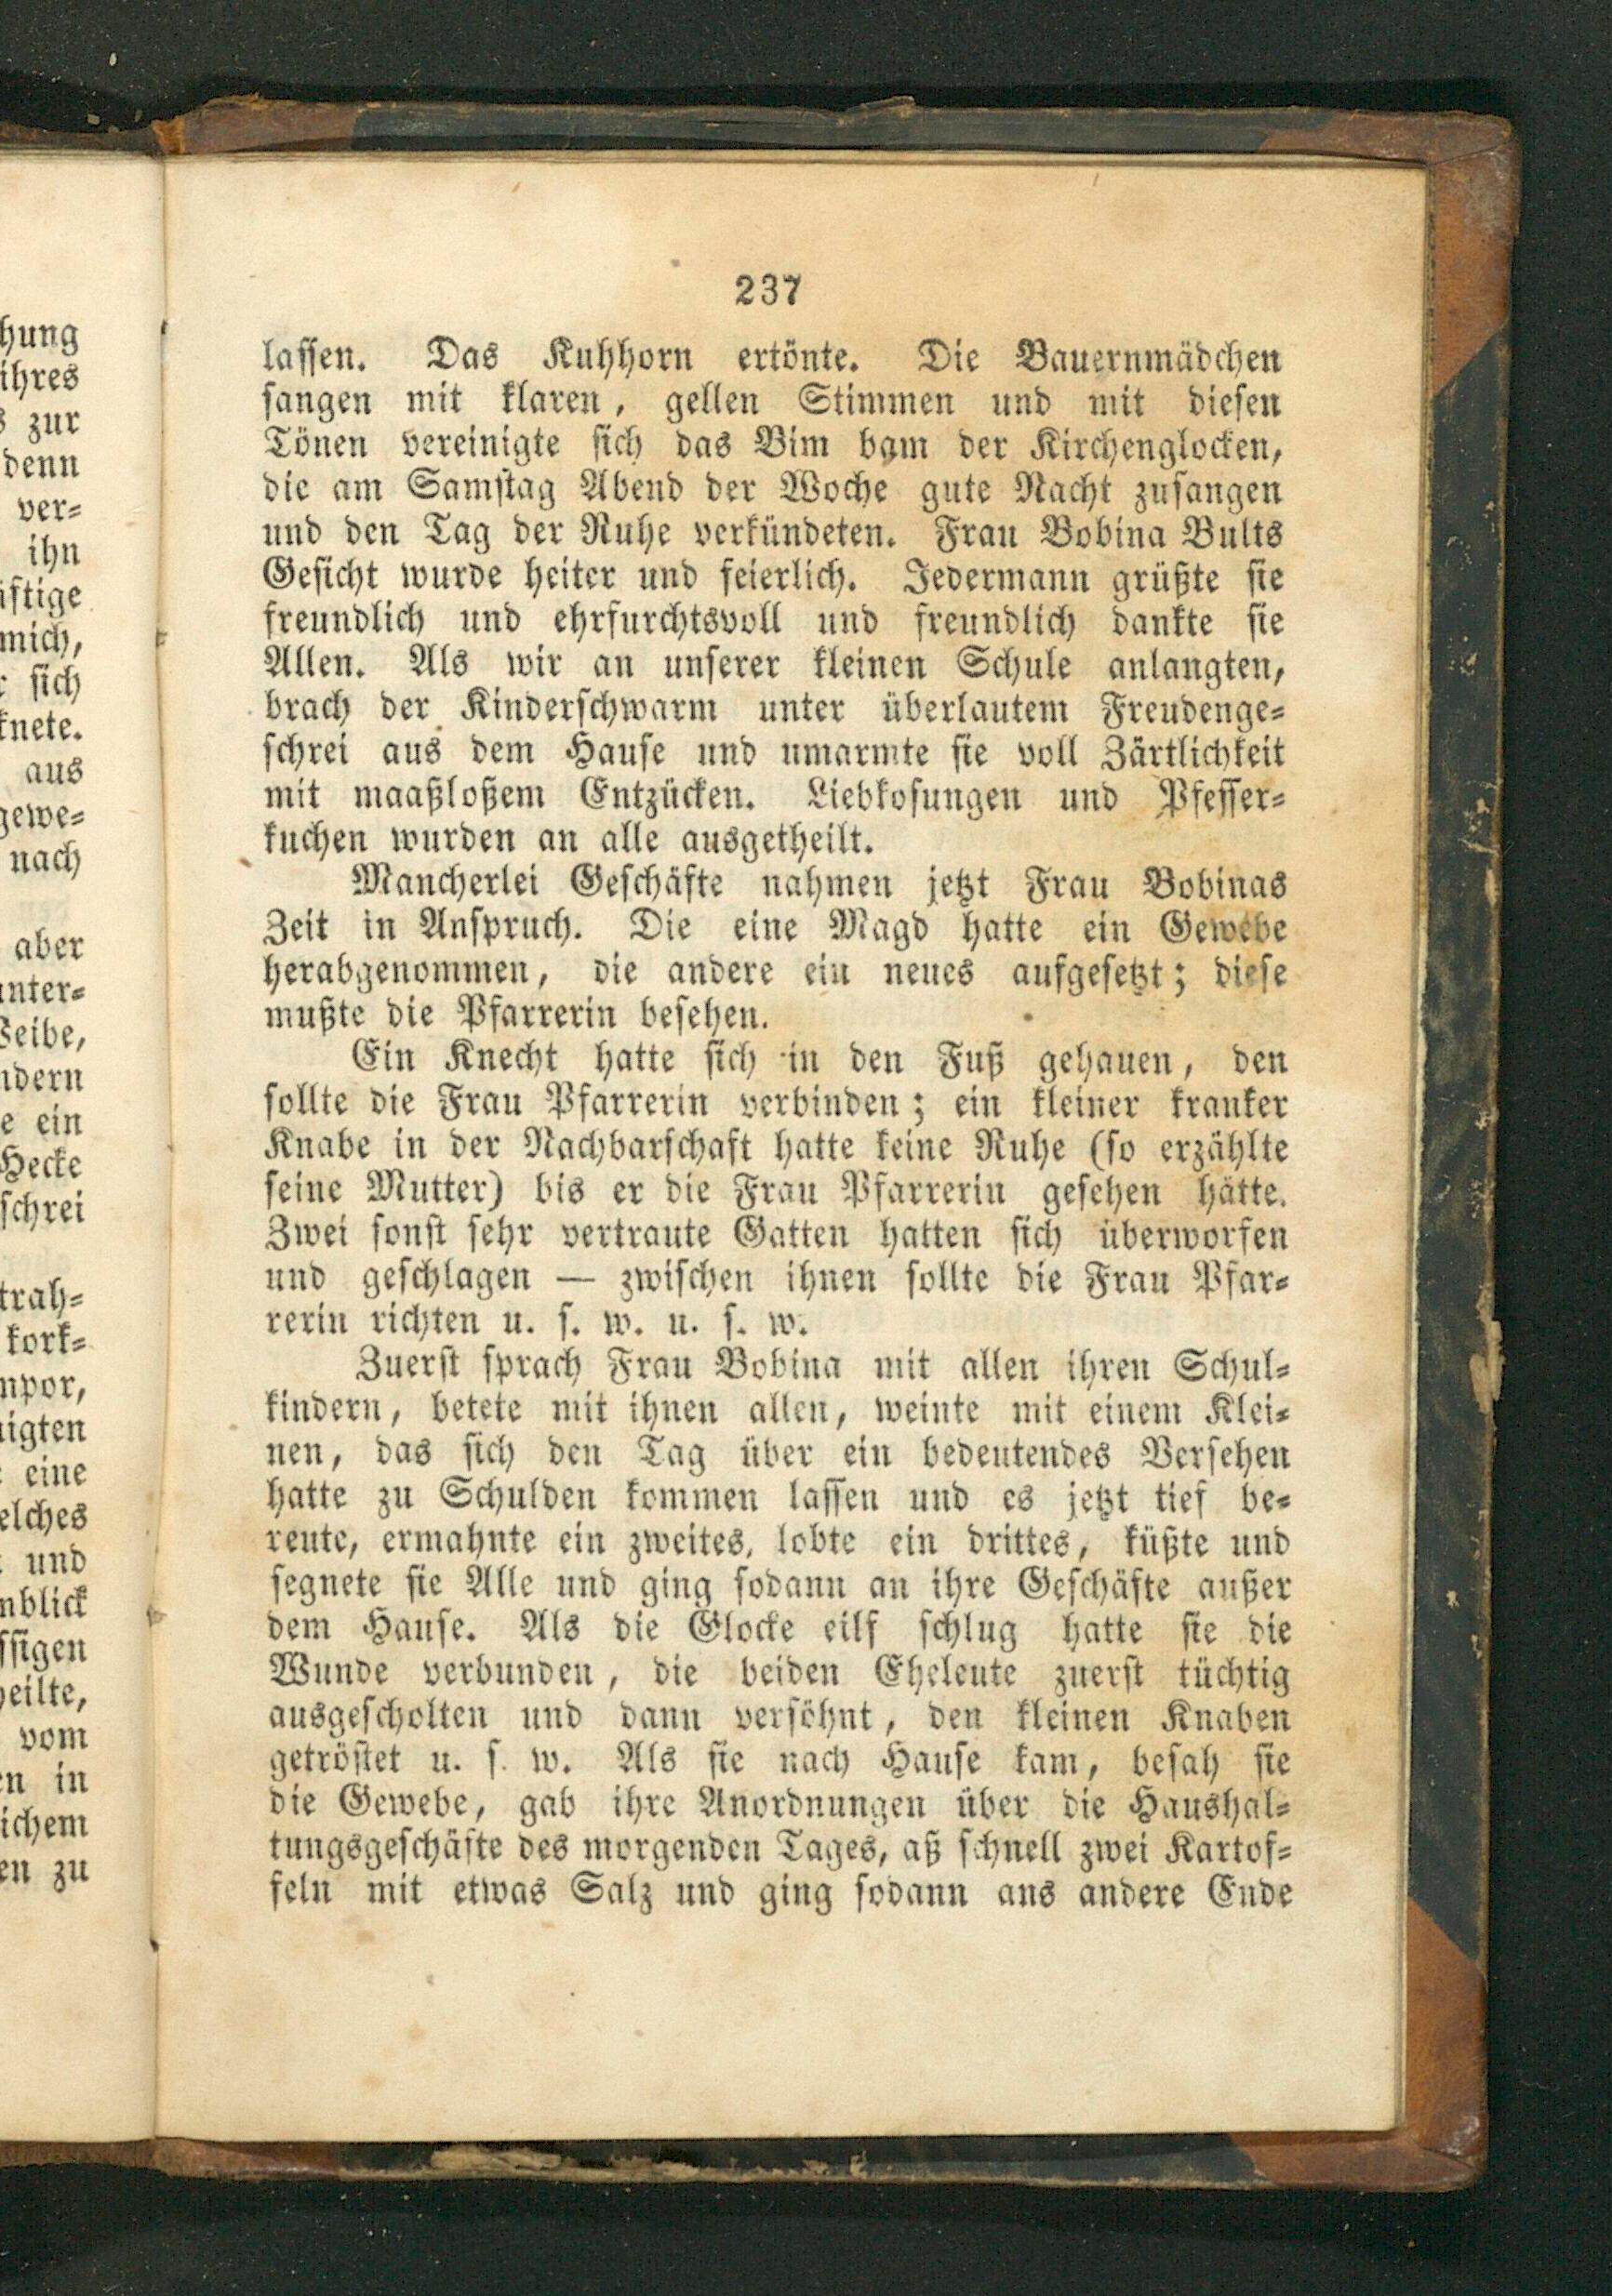 237
lassen. Das Kuhhorn ertönte. Die Bauernmädchen
sangen mit klaren, gellen Stimmen und mit diesen
Tönen vereinigte sich das Bim bam der Kirchenglocken,
die am Samstag Abend der Woche gute Nacht zusangen
und den Tag der Ruhe verkündeten. Frau Bobina Bults
Gesicht wurde heiter und feierlich. Jedermann grüßte sie
freundlich und ehrfurchtsvoll und freundlich dankte sie
Allen. Als wir an unserer kleinen Schule anlangten,
brach der Kinderschwarm unter überlautem Freudenge-
schrei aus dem Hause und umarmte sie voll Zärtlichkeit
mit maaßloßem Entzücken. Liebkosungen und Pfeffer-
kuchen wurden an alle ausgetheilt.
Mancherlei Geschäfte nahmen jetzt Frau Bobinas
Zeit in Anspruch. Die eine Magd hatte ein Gewebe
herabgenommen, die andere ein neues aufgesetzt; diese
mußte die Pfarrerin besehen.
Ein Knecht hatte sich in den Fuß gehauen, den
sollte die Frau Pfarrerin verbinden; ein kleiner kranker
Knabe in der Nachbarschaft hatte keine Ruhe (so erzählte
seine Mutter) bis er die Frau Pfarrerin gesehen hätte.
Zwei sonst sehr vertraute Gatten hatten sich überworfen
und geschlagen — zwischen ihnen sollte die Frau Pfar-
rerin richten u. s. w. u. s. w.
Zuerst sprach Frau Bobina mit allen ihren Schul-
kindern, betete mit ihnen allen, weinte mit einem Klei-
nen, das sich den Tag über ein bedeutendes Versehen
hatte zu Schulden kommen lassen und es jetzt tief be-
reute, ermahnte ein zweites, lobte ein drittes, küßte und
segnete sie Alle und ging sodann an ihre Geschäfte außer
dem Hause. Als die Glocke eilf schlug hatte sie die
Wunde verbunden, die beiden Eheleute zuerst tüchtig
ausgescholten und dann versöhnt, den kleinen Knaben
getröstet u. s. w. Als sie nach Hause kam, besah sie
die Gewebe, gab ihre Anordnungen über die Haushal-
tungsgeschäfte des morgenden Tages, aß schnell zwei Kartof-
feln mit etwas Salz und ging sodann ans andere Ende